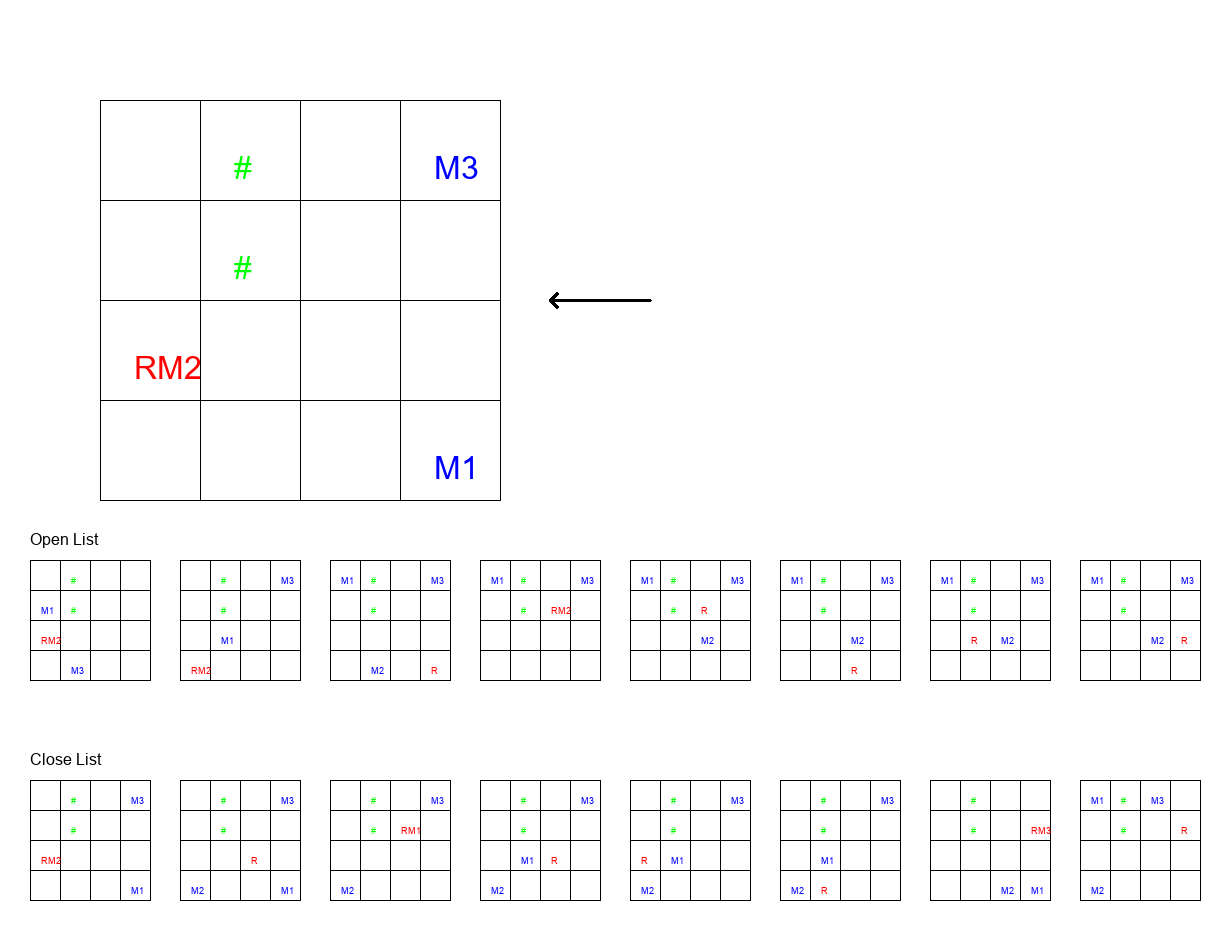 # M3
#
RM2
M1
Open List
# # M3 M1 # M3 M1 # M3 M1 # M3 M1 # M3 M1 # M3 M1 # M3
M1 # # # # RM2 # R # # #
RM2 M1 M2 M2 R M2 M2 R
M3 RM2 M2 R R
Close List
# M3 # M3 # M3 # M3 # M3 # M3 # M1 # M3
# # # RM1 # # # # RM3 # R
RM2 R M1 R R M1 M1
M1 M2 M1 M2 M2 M2 M2 R M2 M1 M2